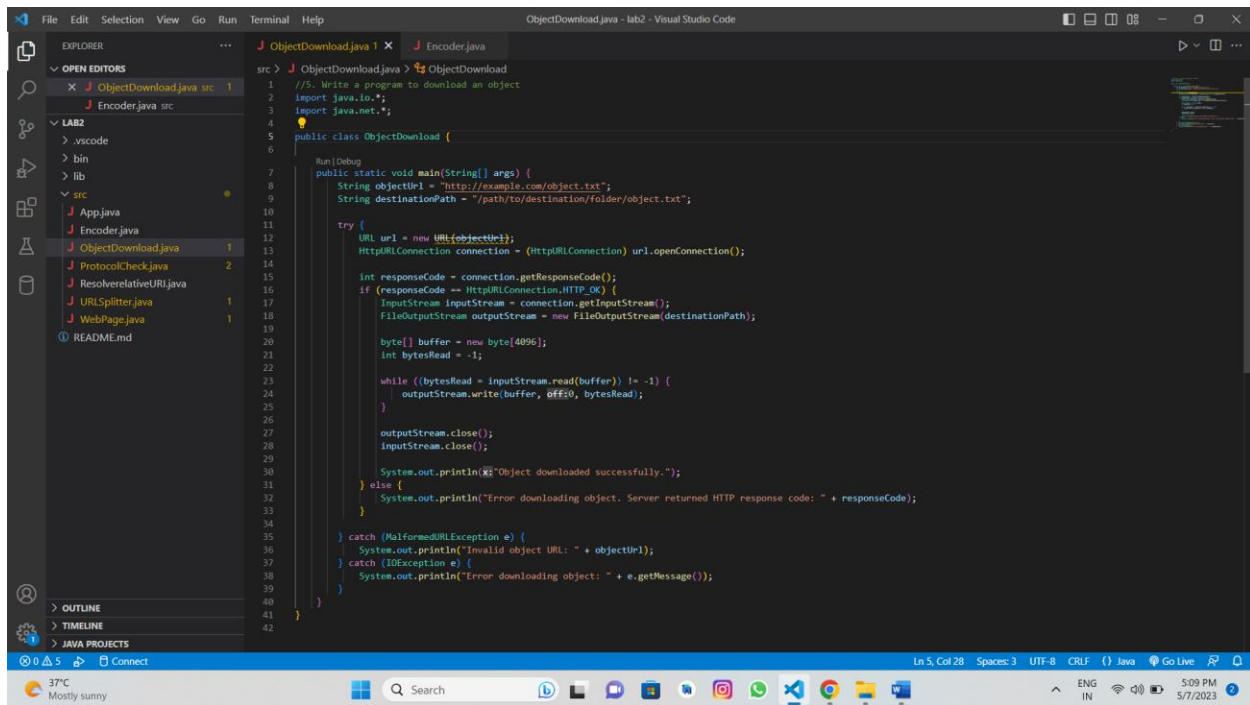 File Edit Selection View Go Run Terminal Help ObjectDownload.java - lab2 - Visual Studio Code
EXPLORER
OPEN EDITORS
ObjectDownload.java src 1
Encoder.java src
LAB2
.vscode
bin
lib
src
App.java
Encoder.java
ObjectDownload.java 1
ProtocolCheck.java 2
ResolverelativeURI.java
URLSplitter.java 1
WebPage.java 1
README.md
OUTLINE
TIMELINE
JAVA PROJECTS
ObjectDownload.java 1 Encoder.java
src > ObjectDownload.java > ObjectDownload
1 //5. Write a program to download an object
2 import java.io.*;
3 import java.net.*;
4
5 public class ObjectDownload {
6
Run | Debug
7 public static void main(String[] args) {
8 String objectUrl = "http://example.com/object.txt";
9 String destinationPath = "/path/to/destination/folder/object.txt";
10
11 try {
12 URL url = new URL(objectUrl);
13 HttpURLConnection connection = (HttpURLConnection) url.openConnection();
14
15 int responseCode = connection.getResponseCode();
16 if (responseCode == HttpURLConnection.HTTP_OK) {
17 InputStream inputStream = connection.getInputStream();
18 FileOutputStream outputStream = new FileOutputStream(destinationPath);
19
20 byte[] buffer = new byte[4096];
21 int bytesRead = -1;
22
23 while ((bytesRead = inputStream.read(buffer)) != -1) {
24 outputStream.write(buffer, off:0, bytesRead);
25 }
26
27 outputStream.close();
28 inputStream.close();
29
30 System.out.println(x:"Object downloaded successfully.");
31 } else {
32 System.out.println("Error downloading object. Server returned HTTP response code: " + responseCode);
33 }
34
35 } catch (MalformedURLException e) {
36 System.out.println("Invalid object URL: " + objectUrl);
37 } catch (IOException e) {
38 System.out.println("Error downloading object: " + e.getMessage());
39 }
40 }
41 }
42
0 5 Connect Ln 5, Col 28 Spaces: 3 UTF-8 CRLF {} Java Go Live
37°C
Mostly sunny
Search
ENG
IN
5:09 PM
5/7/2023
2